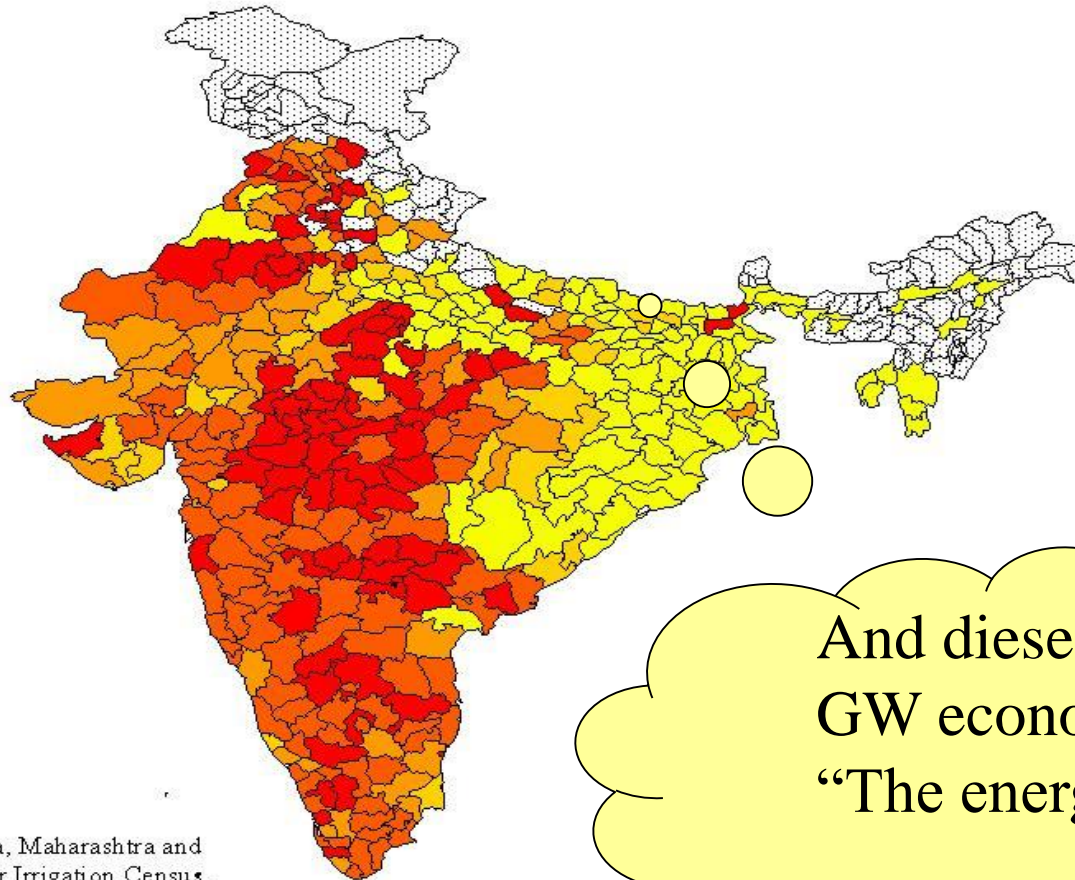 And diese
GW econo
“The energ
, Maharashtra and
r Irrigation Census